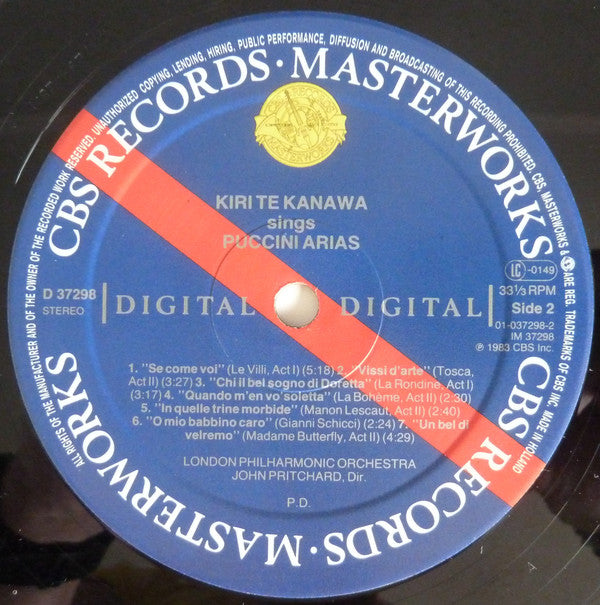 ALL RIGHTS OF THE MANUFACTURER AND OF THE OWNER OF THE RECORDED WORK RESERVED. UNAUTHORIZED COPYING, LENDING, HIRING, PUBLIC PERFORMANCE, DIFFUSION AND BROADCASTING OF THIS RECORDING PROHIBITED. CBS, MASTERWORKS & ARE REG. TRADEMARKS OF CBS INC. MADE IN HOLLAND
CBS RECORDS · MASTERWORKS
KIRI TE KANAWA
sings
PUCCINI ARIAS
D 37298
STEREO
DIGITAL
DIGITAL
LC -0149
33⅓ RPM
Side 2
01-037298-2
IM 37298
℗ 1983 CBS Inc.
1. "Se come voi" (Le Villi, Act I) (5:18) 2. "Vissi d'arte" (Tosca,
Act II) (3:27) 3. "Chi il bel sogno di Doretta" (La Rondine, Act I)
(3:17) 4. "Quando m'en vo'soletta" (La Bohème, Act II) (2:30)
5. "In quelle trine morbide" (Manon Lescaut, Act II) (2:40)
6. "O mio babbino caro" (Gianni Schicci) (2:24) 7. "Un bel di
velremo" (Madame Butterfly, Act II) (4:29)
LONDON PHILHARMONIC ORCHESTRA
JOHN PRITCHARD, Dir.
P.D.
CBS RECORDS · MASTERWORKS